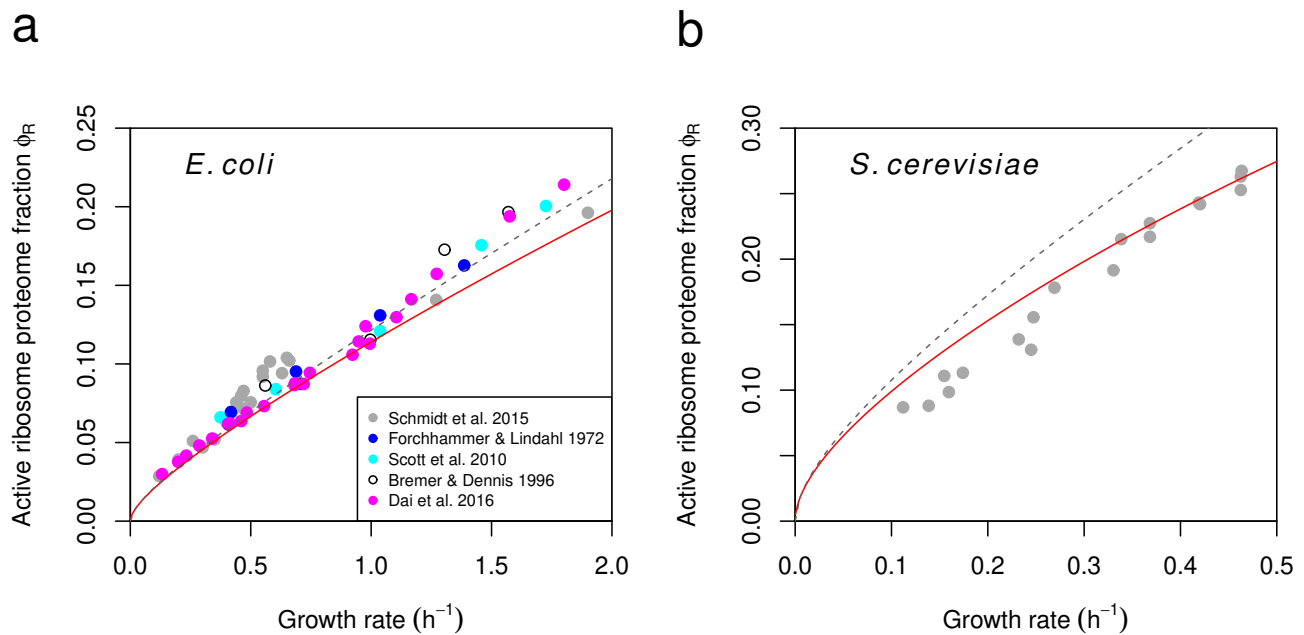 a
E. coli
Active ribosome proteome fraction ϕR
0.00
0.05
0.10
0.15
0.20
0.25
0.0
0.5
1.0
1.5
2.0
Growth rate (h⁻¹)
Schmidt et al. 2015
Forchhammer & Lindahl 1972
Scott et al. 2010
Bremer & Dennis 1996
Dai et al. 2016
b
S. cerevisiae
Active ribosome proteome fraction ϕR
0.00
0.10
0.20
0.30
0.0
0.1
0.2
0.3
0.4
0.5
Growth rate (h⁻¹)